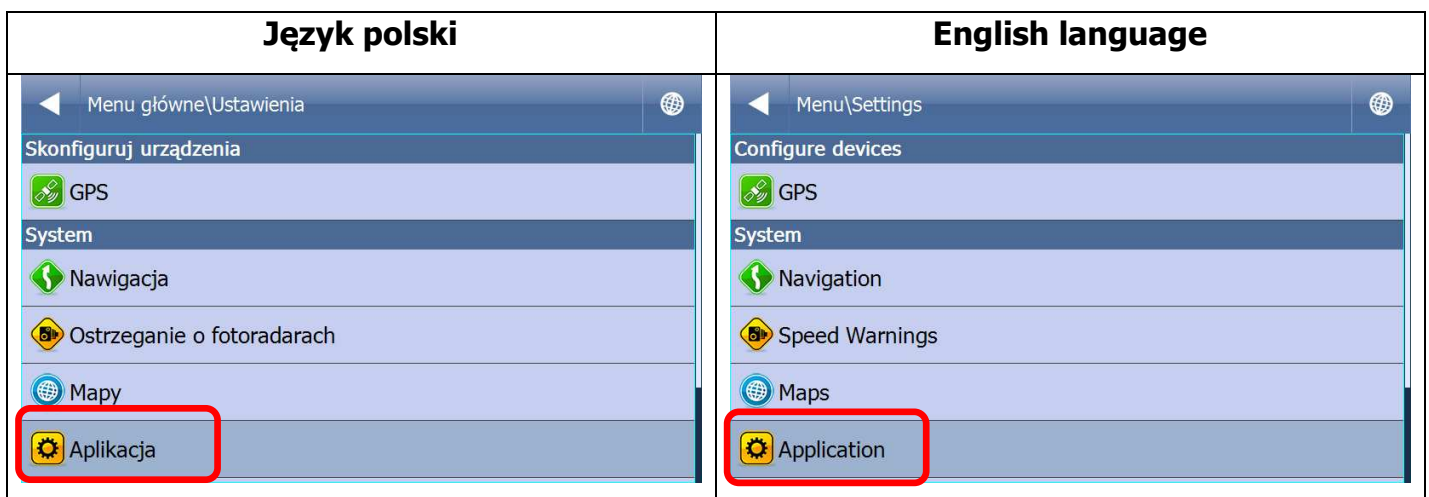 Język polski
English language
Menu główne\Ustawienia
Skonfiguruj urządzenia
GPS
System
Nawigacja
Ostrzeganie o fotoradarach
Mapy
Aplikacja
Menu\Settings
Configure devices
GPS
System
Navigation
Speed Warnings
Maps
Application